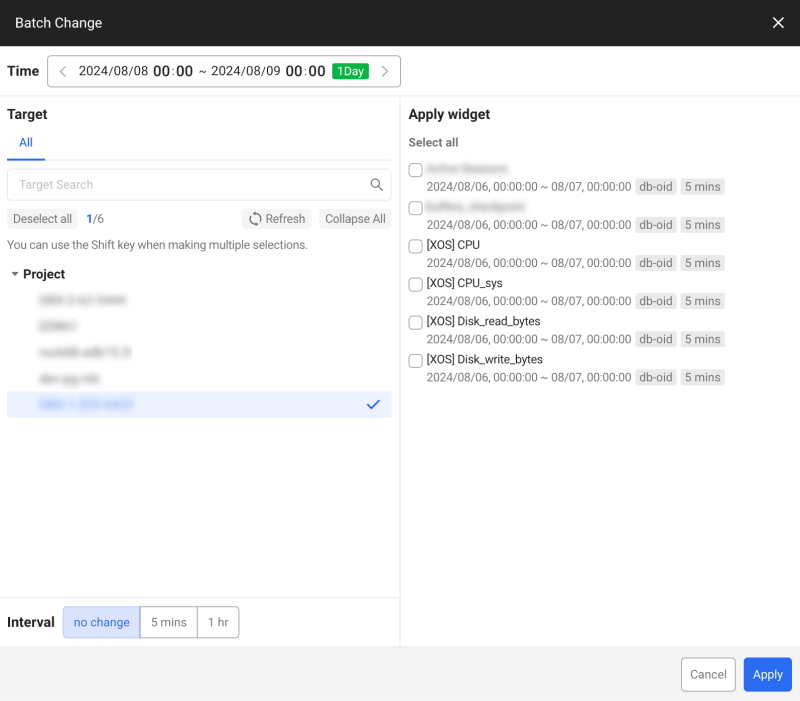 Batch Change
Time 2024/08/08 00:00 ~ 2024/08/09 00:00 1Day
Target
All
Target Search
Deselect all 1/6 Refresh Collapse All
You can use the Shift key when making multiple selections.
Project
Interval no change 5 mins 1 hr
Apply widget
Select all
2024/08/06, 00:00:00 ~ 08/07, 00:00:00 db-oid 5 mins
2024/08/06, 00:00:00 ~ 08/07, 00:00:00 db-oid 5 mins
[XOS] CPU
2024/08/06, 00:00:00 ~ 08/07, 00:00:00 db-oid 5 mins
[XOS] CPU_sys
2024/08/06, 00:00:00 ~ 08/07, 00:00:00 db-oid 5 mins
[XOS] Disk_read_bytes
2024/08/06, 00:00:00 ~ 08/07, 00:00:00 db-oid 5 mins
[XOS] Disk_write_bytes
2024/08/06, 00:00:00 ~ 08/07, 00:00:00 db-oid 5 mins
Cancel Apply